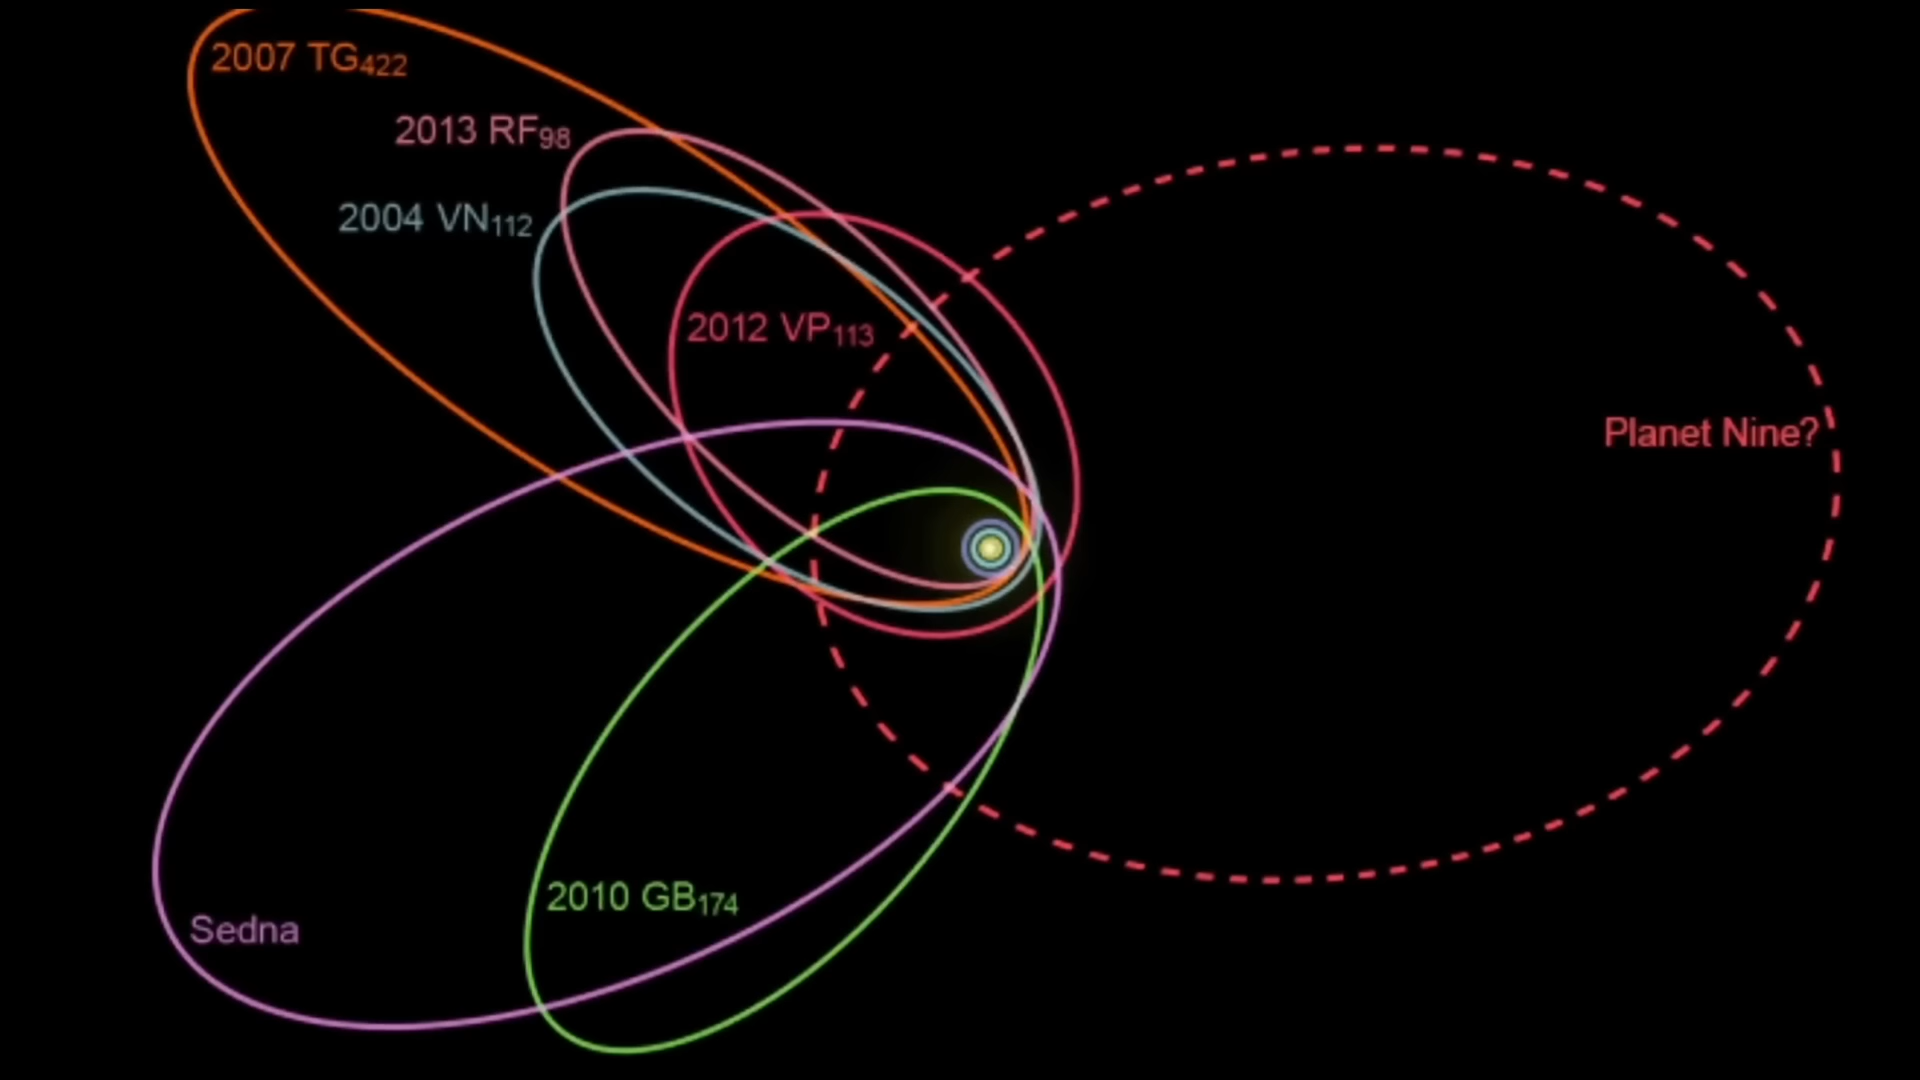 2007 TG₄₂₂
2013 RF₉₈
2004 VN₁₁₂
2012 VP₁₁₃
Planet Nine?
2010 GB₁₇₄
Sedna